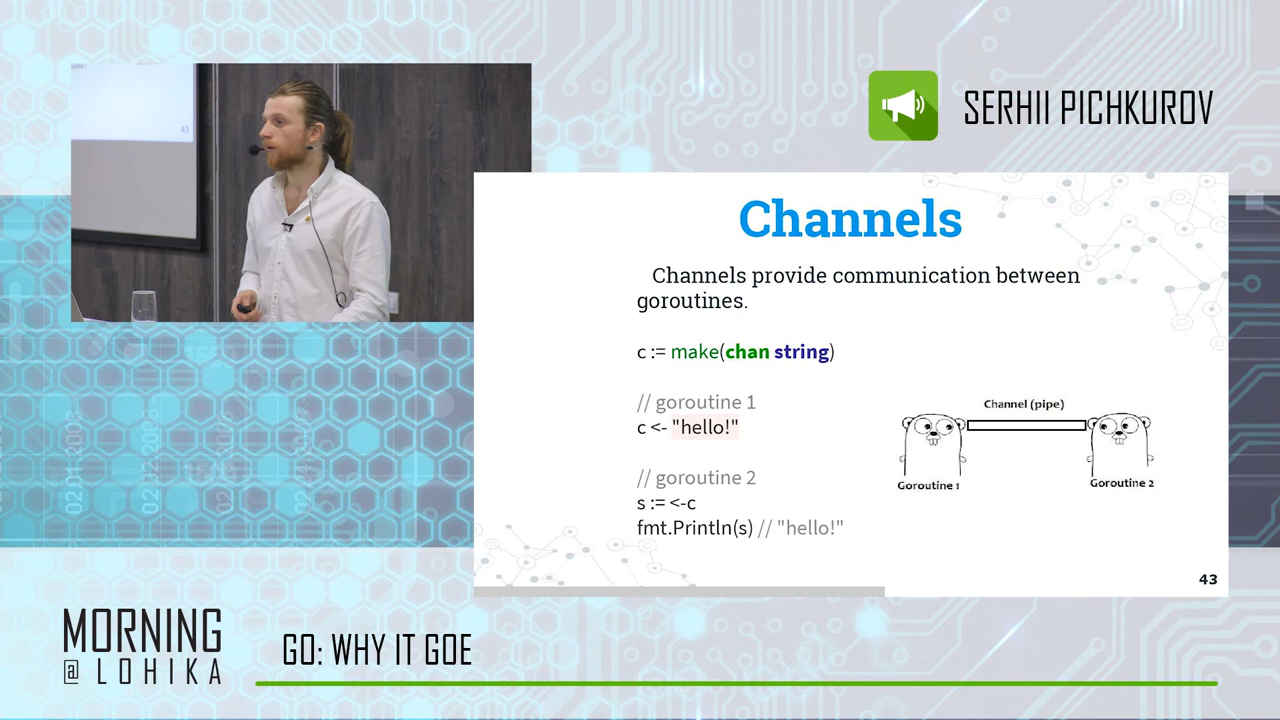 SERHII PICHKUROV
43
Channels
Channels provide communication between
goroutines.
c := make(chan string)
// goroutine 1
c <- "hello!"
// goroutine 2
s := <-c
fmt.Println(s) // "hello!"
Channel (pipe)
Goroutine 1
Goroutine 2
43
MORNING
@ LOHIKA
GO: WHY IT GOE